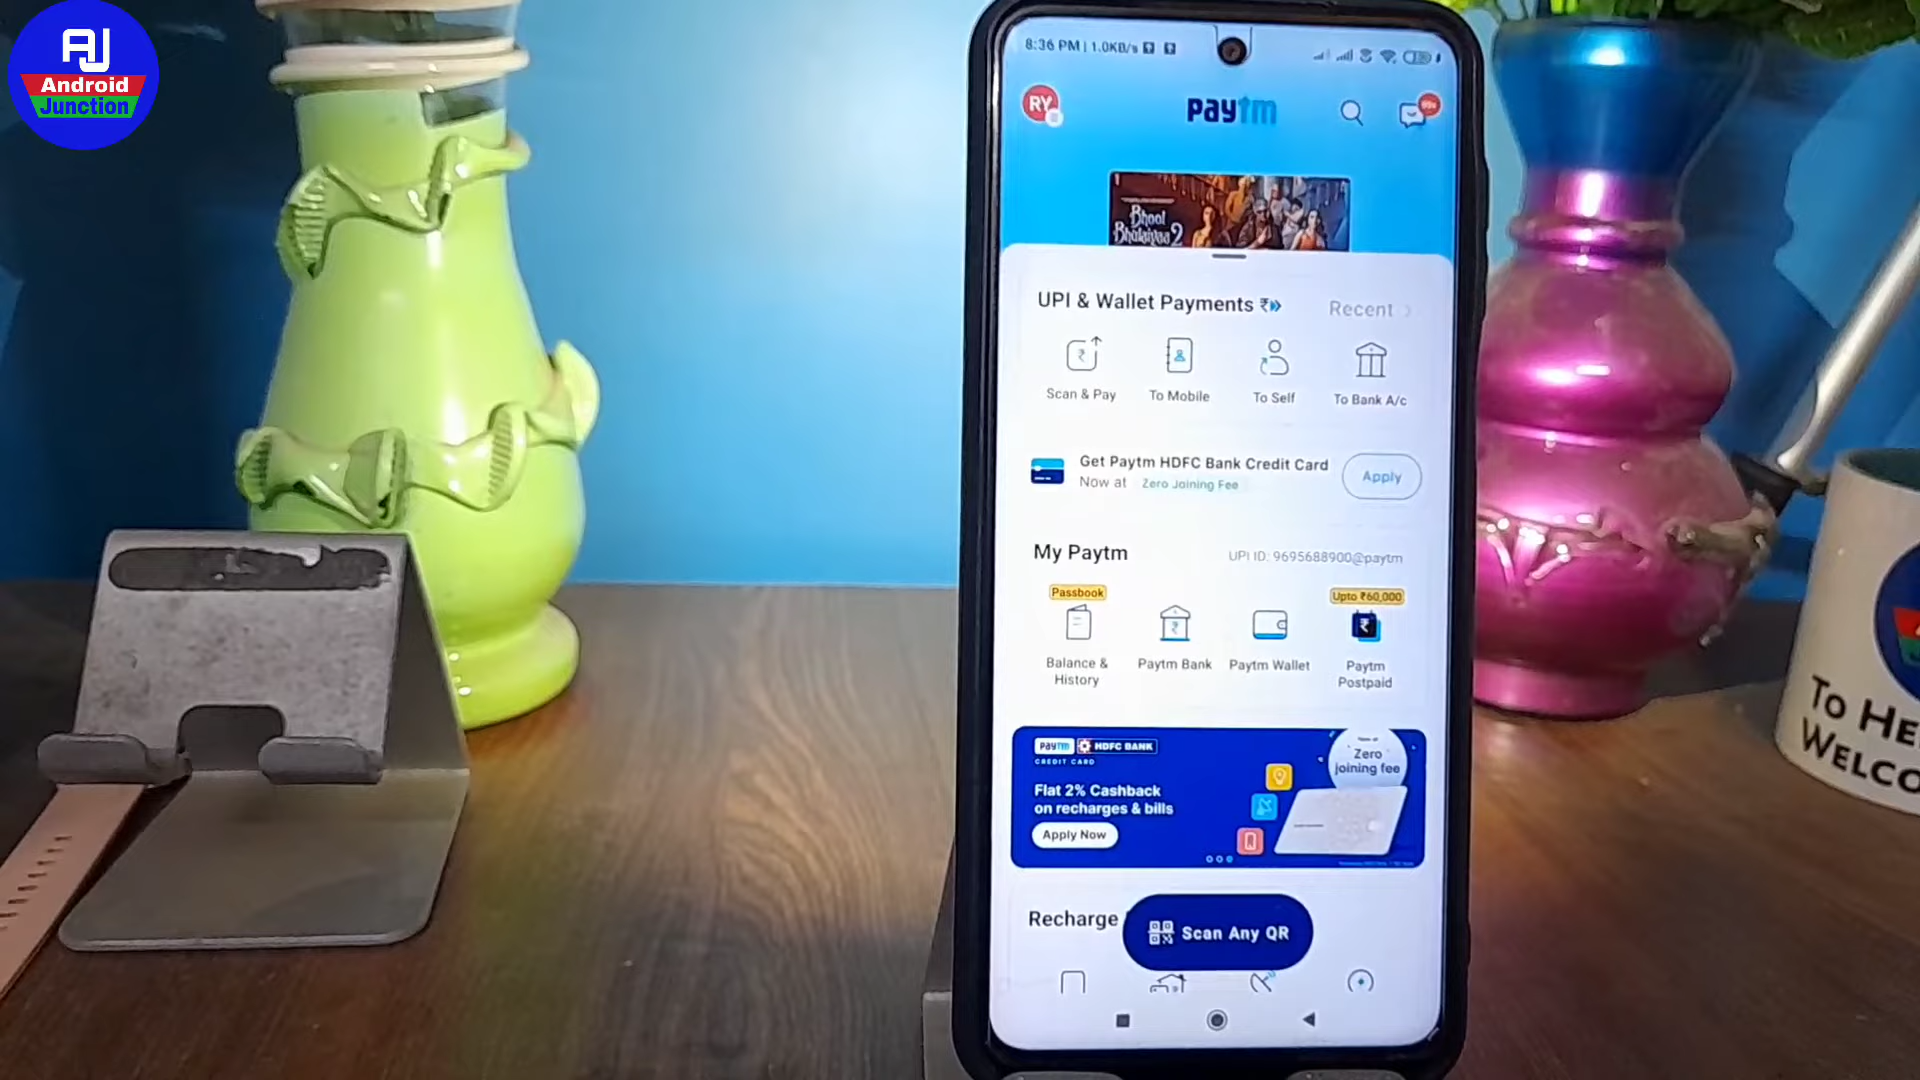 AJ
Android
Junction
8:36 PM | 1.0KB/s
RY
paytm
Bhool
Bhulaiyaa 2
UPI & Wallet Payments
Recent
Scan & Pay
To Mobile
To Self
To Bank A/c
Get Paytm HDFC Bank Credit Card
Now at Zero Joining Fee
Apply
My Paytm
UPI ID: 9695688900@paytm
Passbook
Upto ₹60,000
Balance &
History
Paytm Bank
Paytm Wallet
Paytm
Postpaid
paytm HDFC BANK
CREDIT CARD
Zero
joining fee
Flat 2% Cashback
on recharges & bills
Apply Now
Recharge
Scan Any QR
To He
Welco